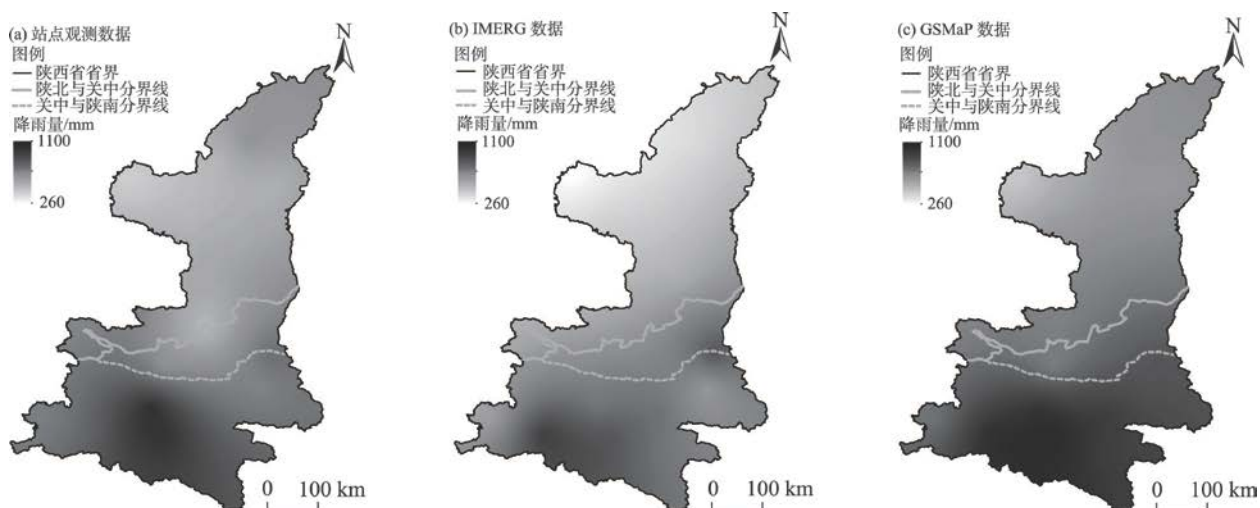 (a) 站点观测数据
N
图例
陕西省省界
陕北与关中分界线
关中与陕南分界线
降雨量/mm
1100
260
0 100 km
(b) IMERG 数据
N
图例
陕西省省界
陕北与关中分界线
关中与陕南分界线
降雨量/mm
1100
260
0 100 km
(c) GSMaP 数据
N
图例
陕西省省界
陕北与关中分界线
关中与陕南分界线
降雨量/mm
1100
260
0 100 km